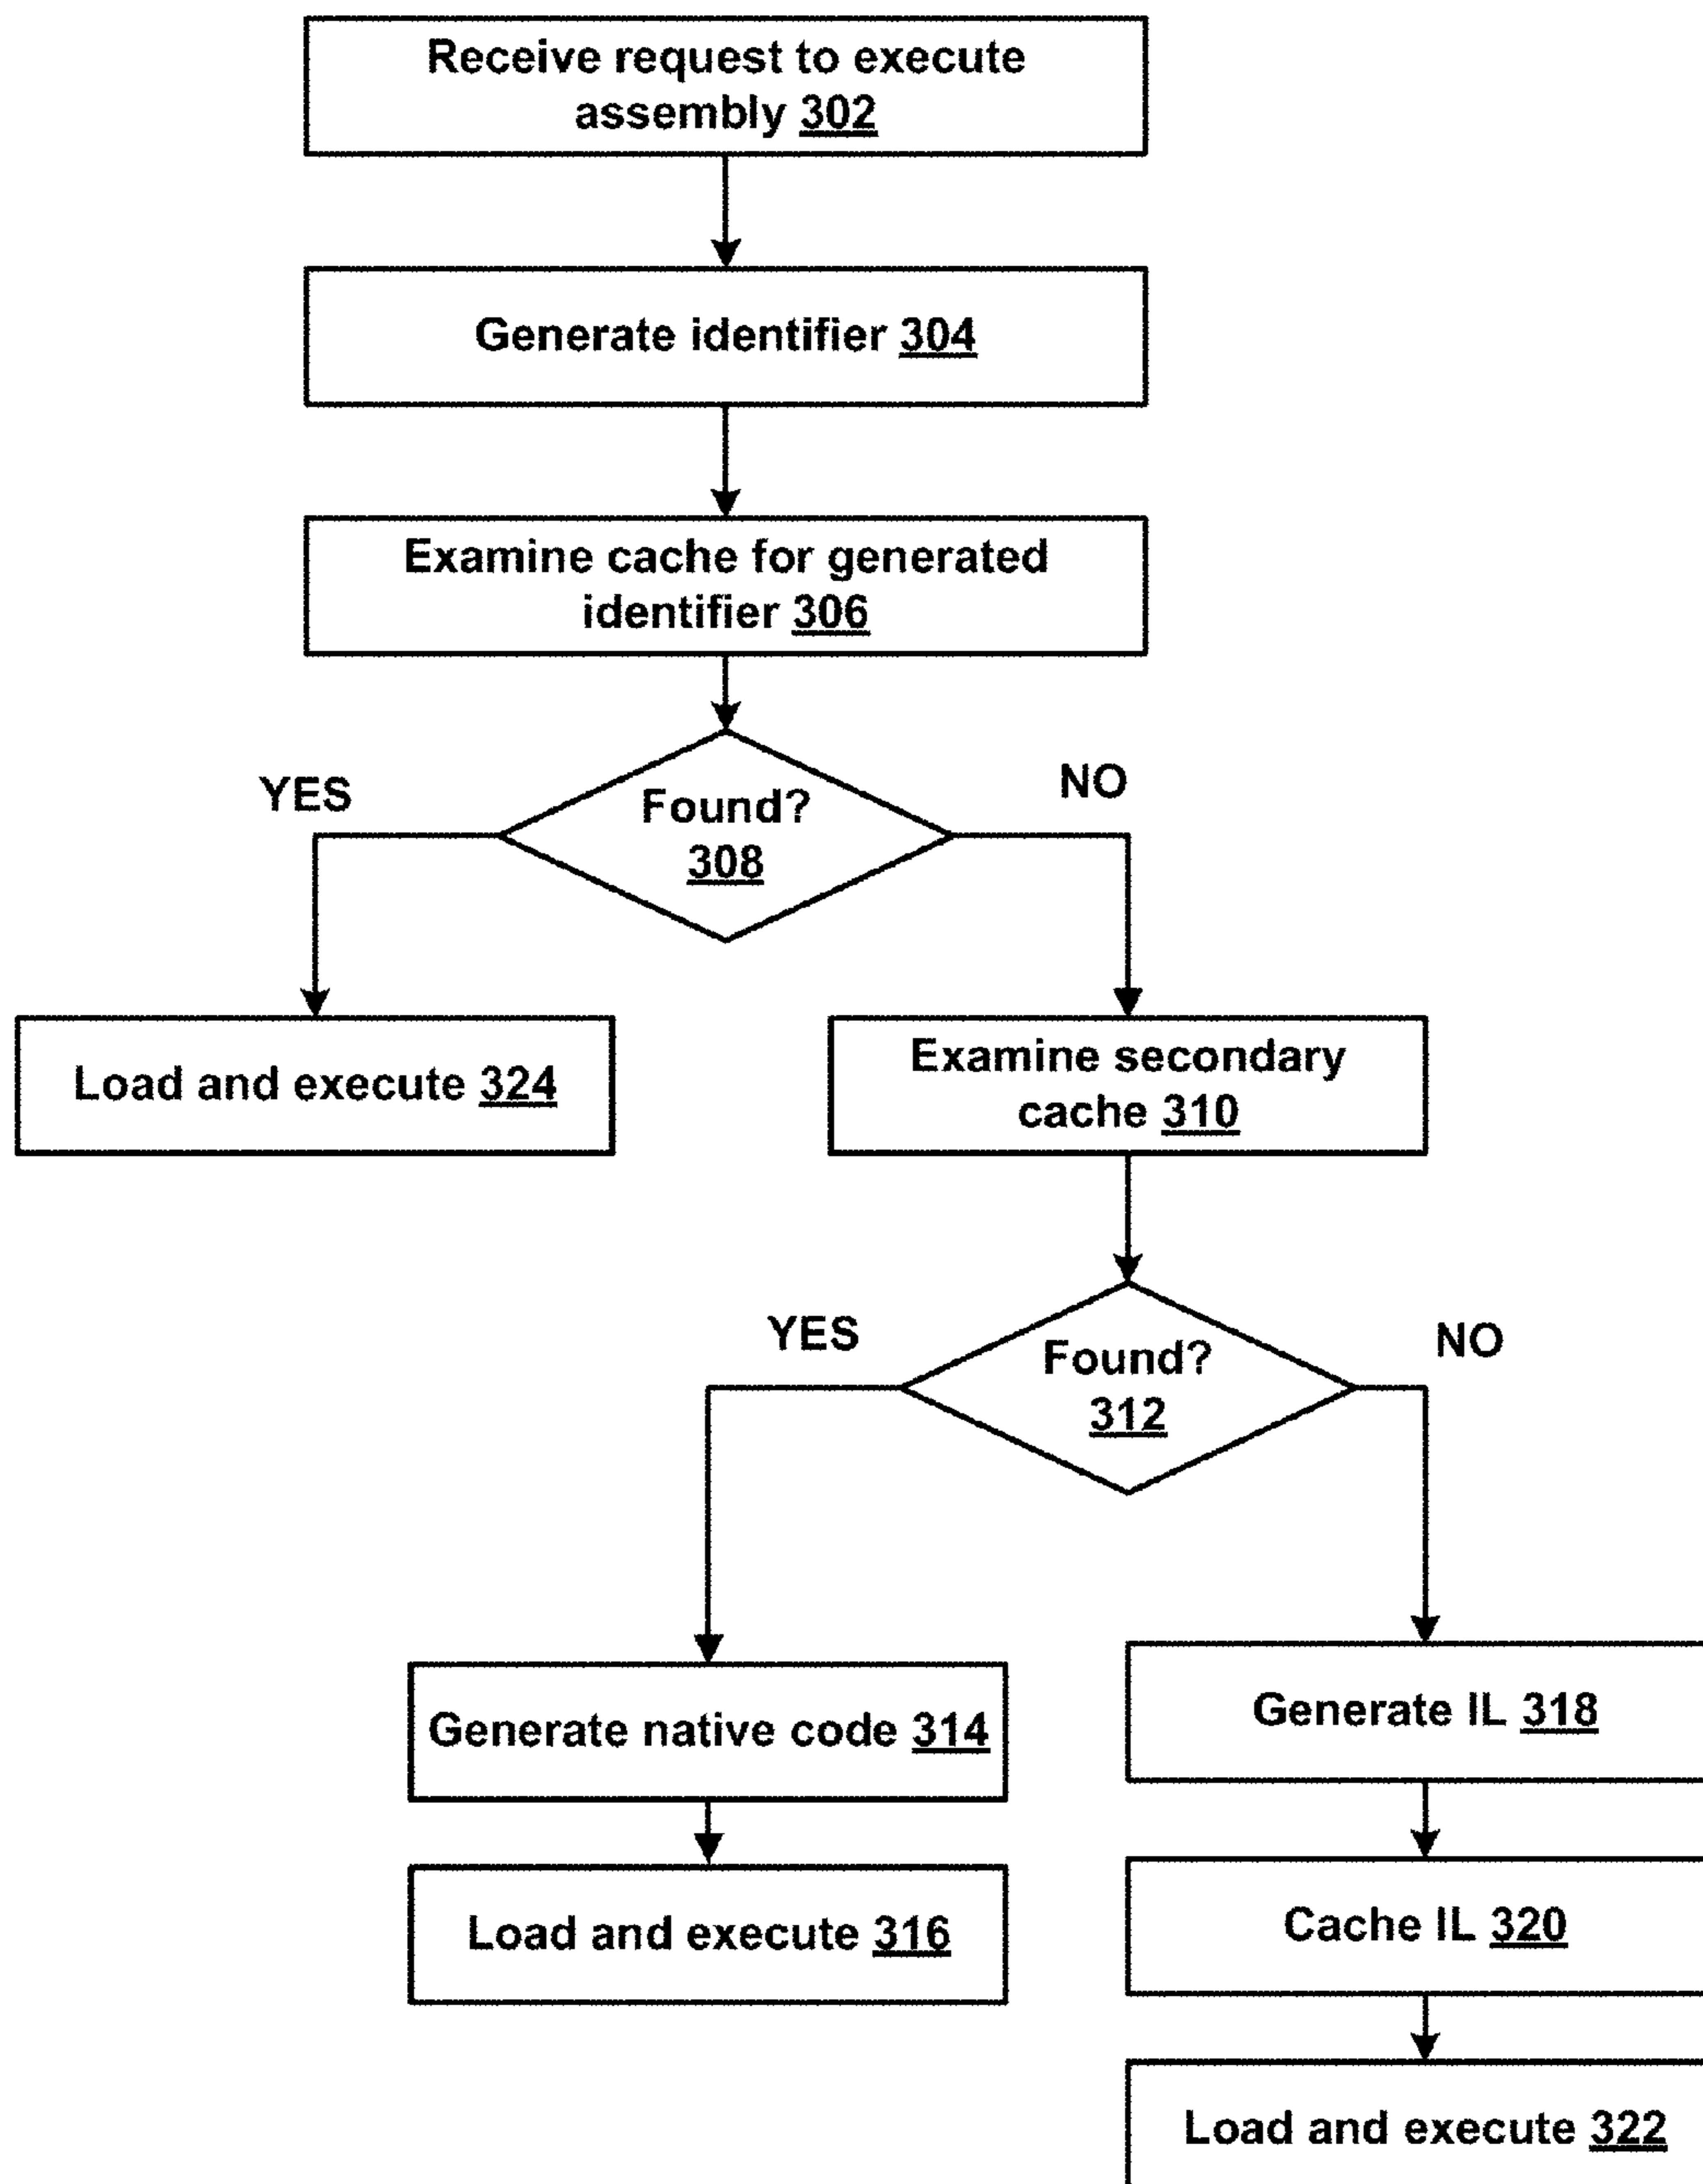 Receive request to execute
assembly 302
Generate identifier 304
Examine cache for generated
identifier 306
YES
NO
Found?
308
Load and execute 324
Examine secondary
cache 310
YES
NO
Found?
312
Generate native code 314
Generate IL 318
Load and execute 316
Cache IL 320
Load and execute 322